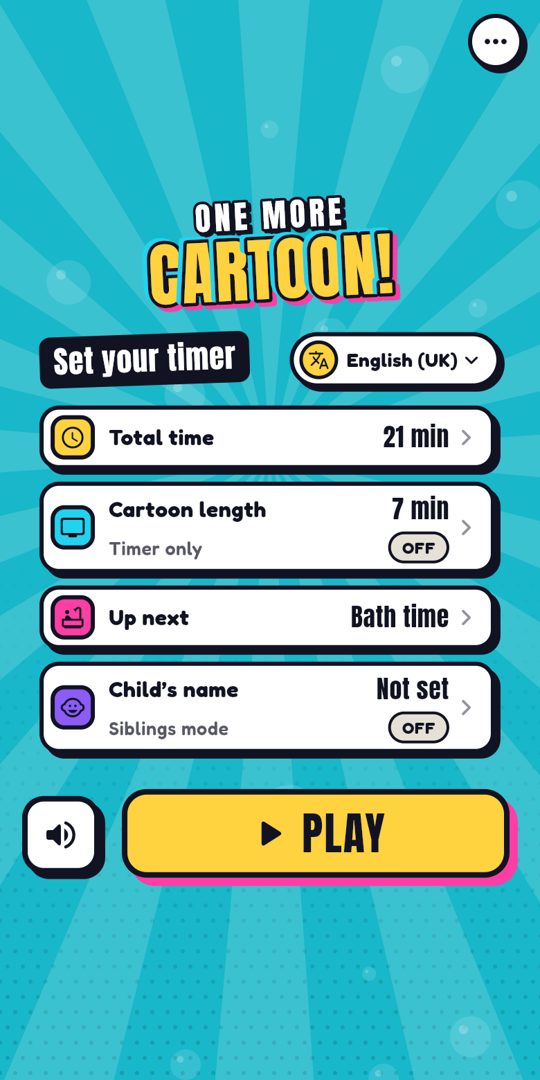 ONE MORE
CARTOON!
Set your timer
English (UK)
Total time
21 min
Cartoon length
7 min
Timer only
OFF
Up next
Bath time
Child’s name
Not set
Siblings mode
OFF
PLAY